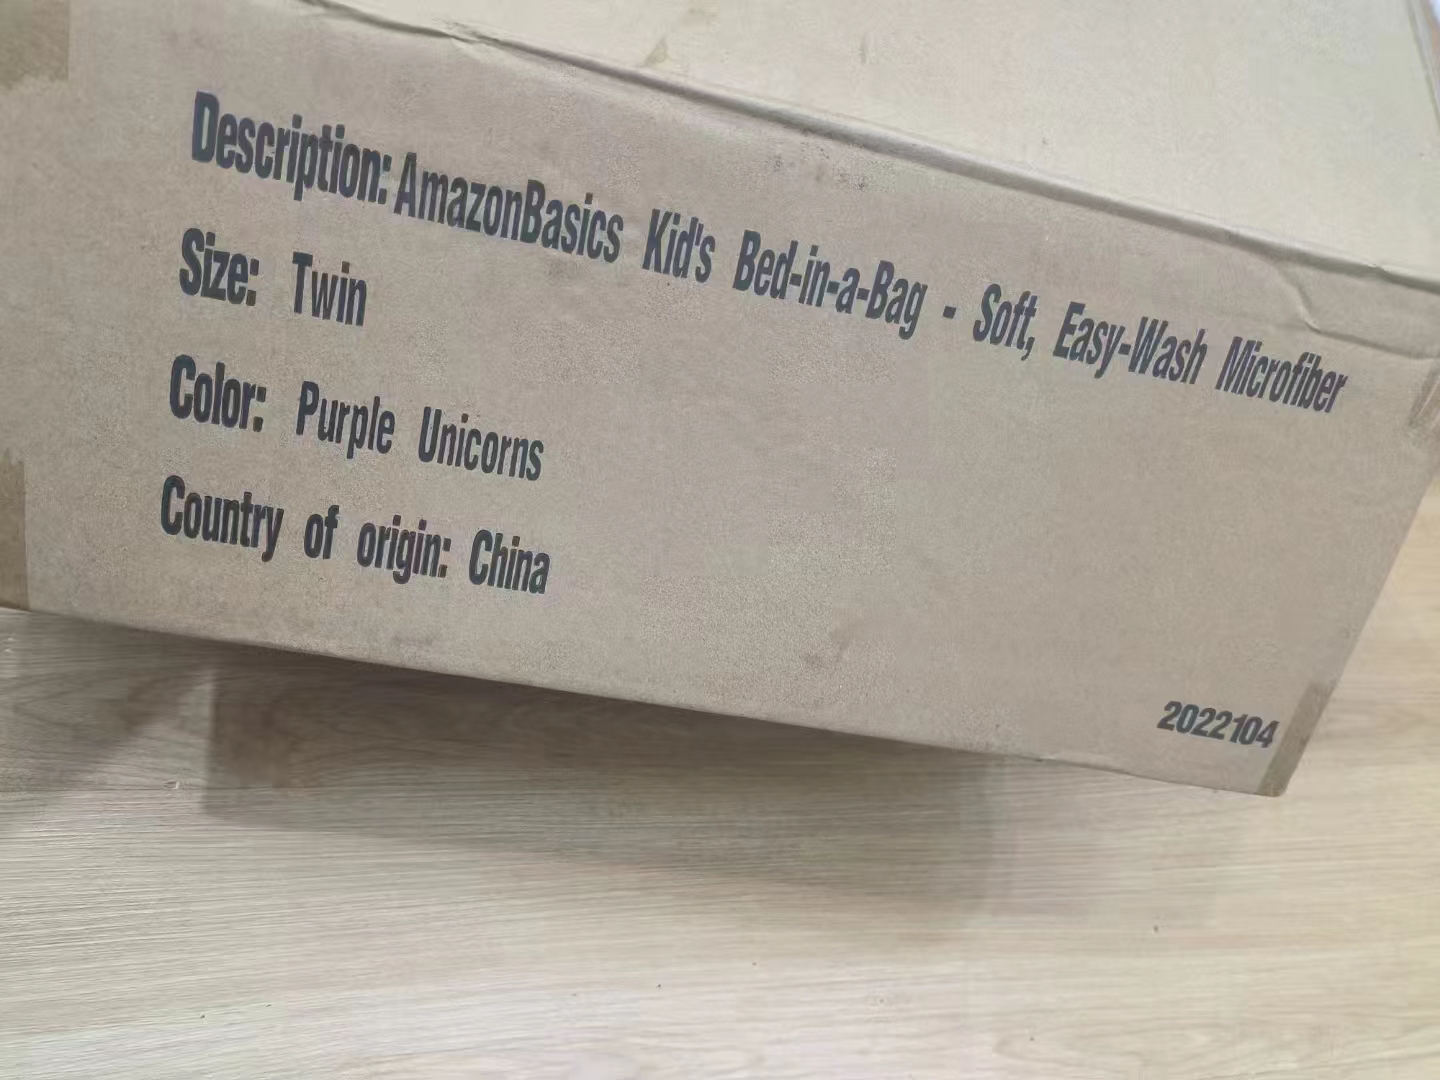 Description: AmazonBasics Kid's Bed-in-a-Bag - Soft, Easy-Wash Microfiber
Size: Twin
Color: Purple Unicorns
Country of origin: China
2022104